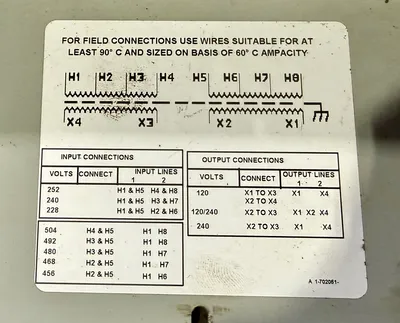 FOR FIELD CONNECTIONS USE WIRES SUITABLE FOR AT
LEAST 90° C AND SIZED ON BASIS OF 60° C AMPACITY
H1 H2 H3 H4 H5 H6 H7 H8
X4 X3 X2 X1
INPUT CONNECTIONS
VOLTS CONNECT INPUT LINES
1 2
252 H1 & H5 H4 & H8
240 H1 & H5 H3 & H7
228 H1 & H5 H2 & H6
504 H4 & H5 H1 H8
492 H3 & H5 H1 H8
480 H3 & H5 H1 H7
468 H2 & H5 H1 H7
456 H2 & H5 H1 H6
OUTPUT CONNECTIONS
VOLTS CONNECT OUTPUT LINES
1 2
120 X1 TO X3 X1 X4
X2 TO X4
120/240 X2 TO X3 X1 X2 X4
240 X2 TO X3 X1 X4
A 1-702061-